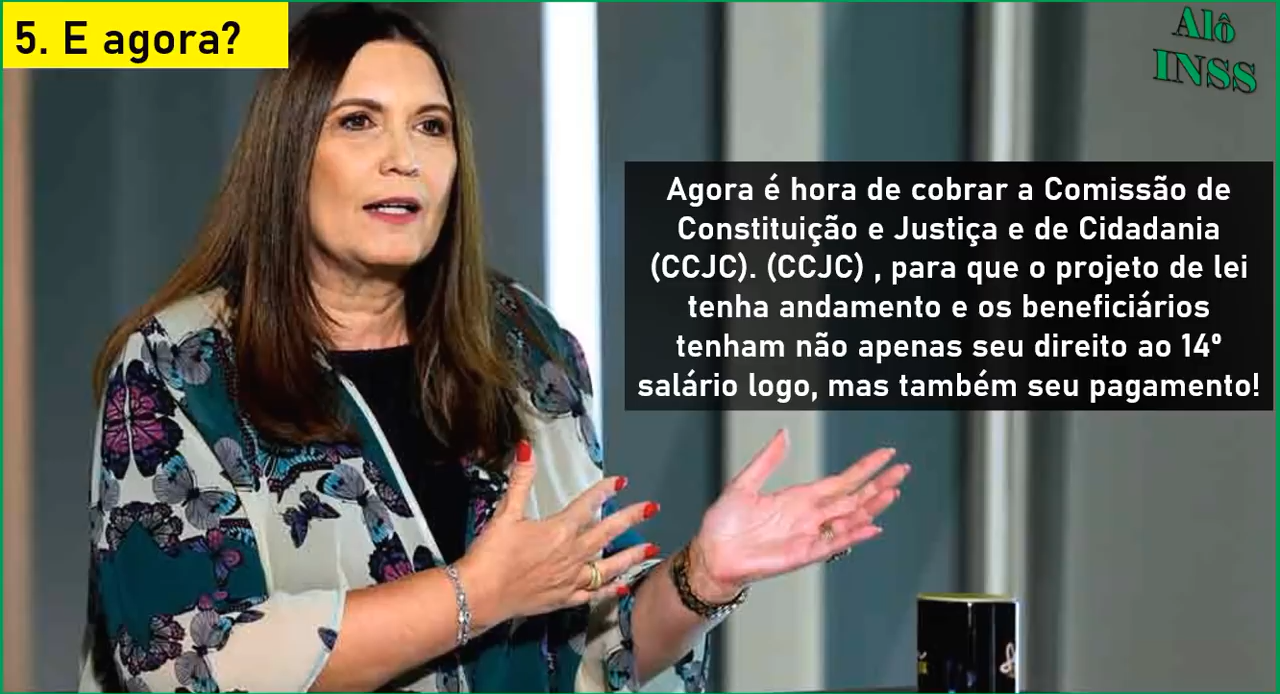 5. E agora?
Alô
INSS
Agora é hora de cobrar a Comissão de
Constituição e Justiça e de Cidadania
(CCJC). (CCJC) , para que o projeto de lei
tenha andamento e os beneficiários
tenham não apenas seu direito ao 14º
salário logo, mas também seu pagamento!